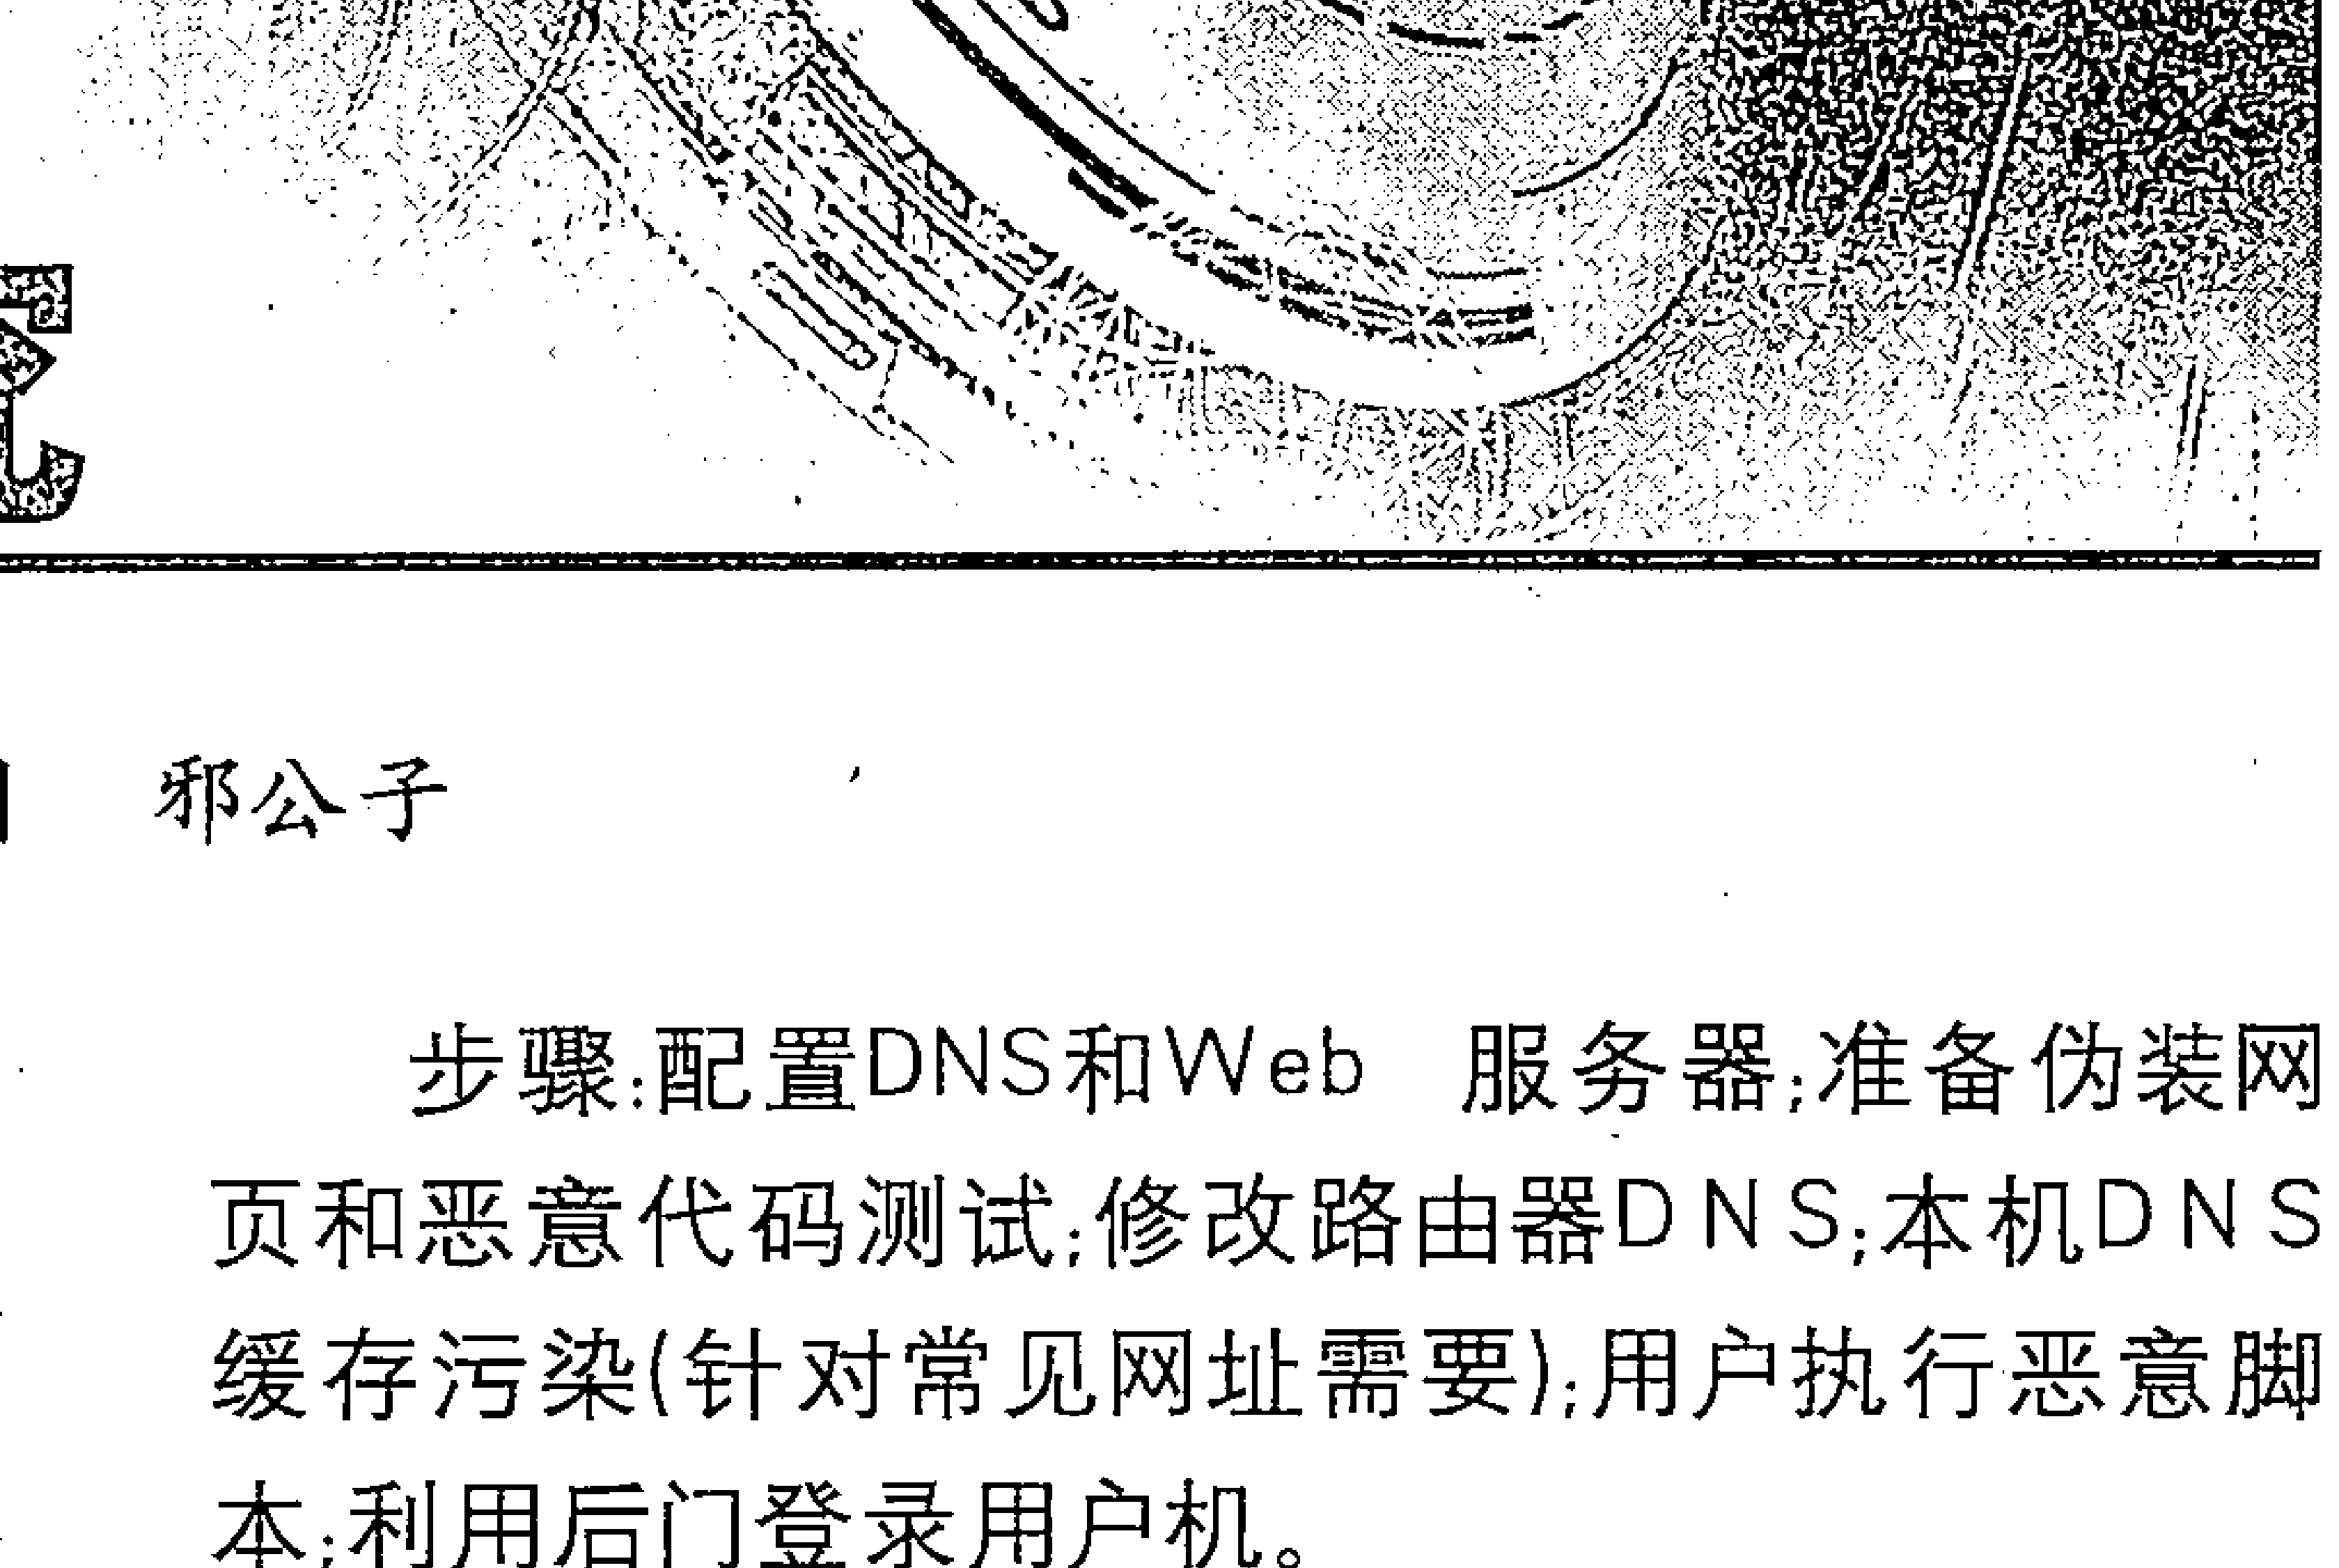 邪公子
步骤:配置DNS和Web 服务器;准备伪装网
页和恶意代码测试;修改路由器DNS;本机DNS
缓存污染(针对常见网址需要);用户执行恶意脚
本;利用后门登录用户机。